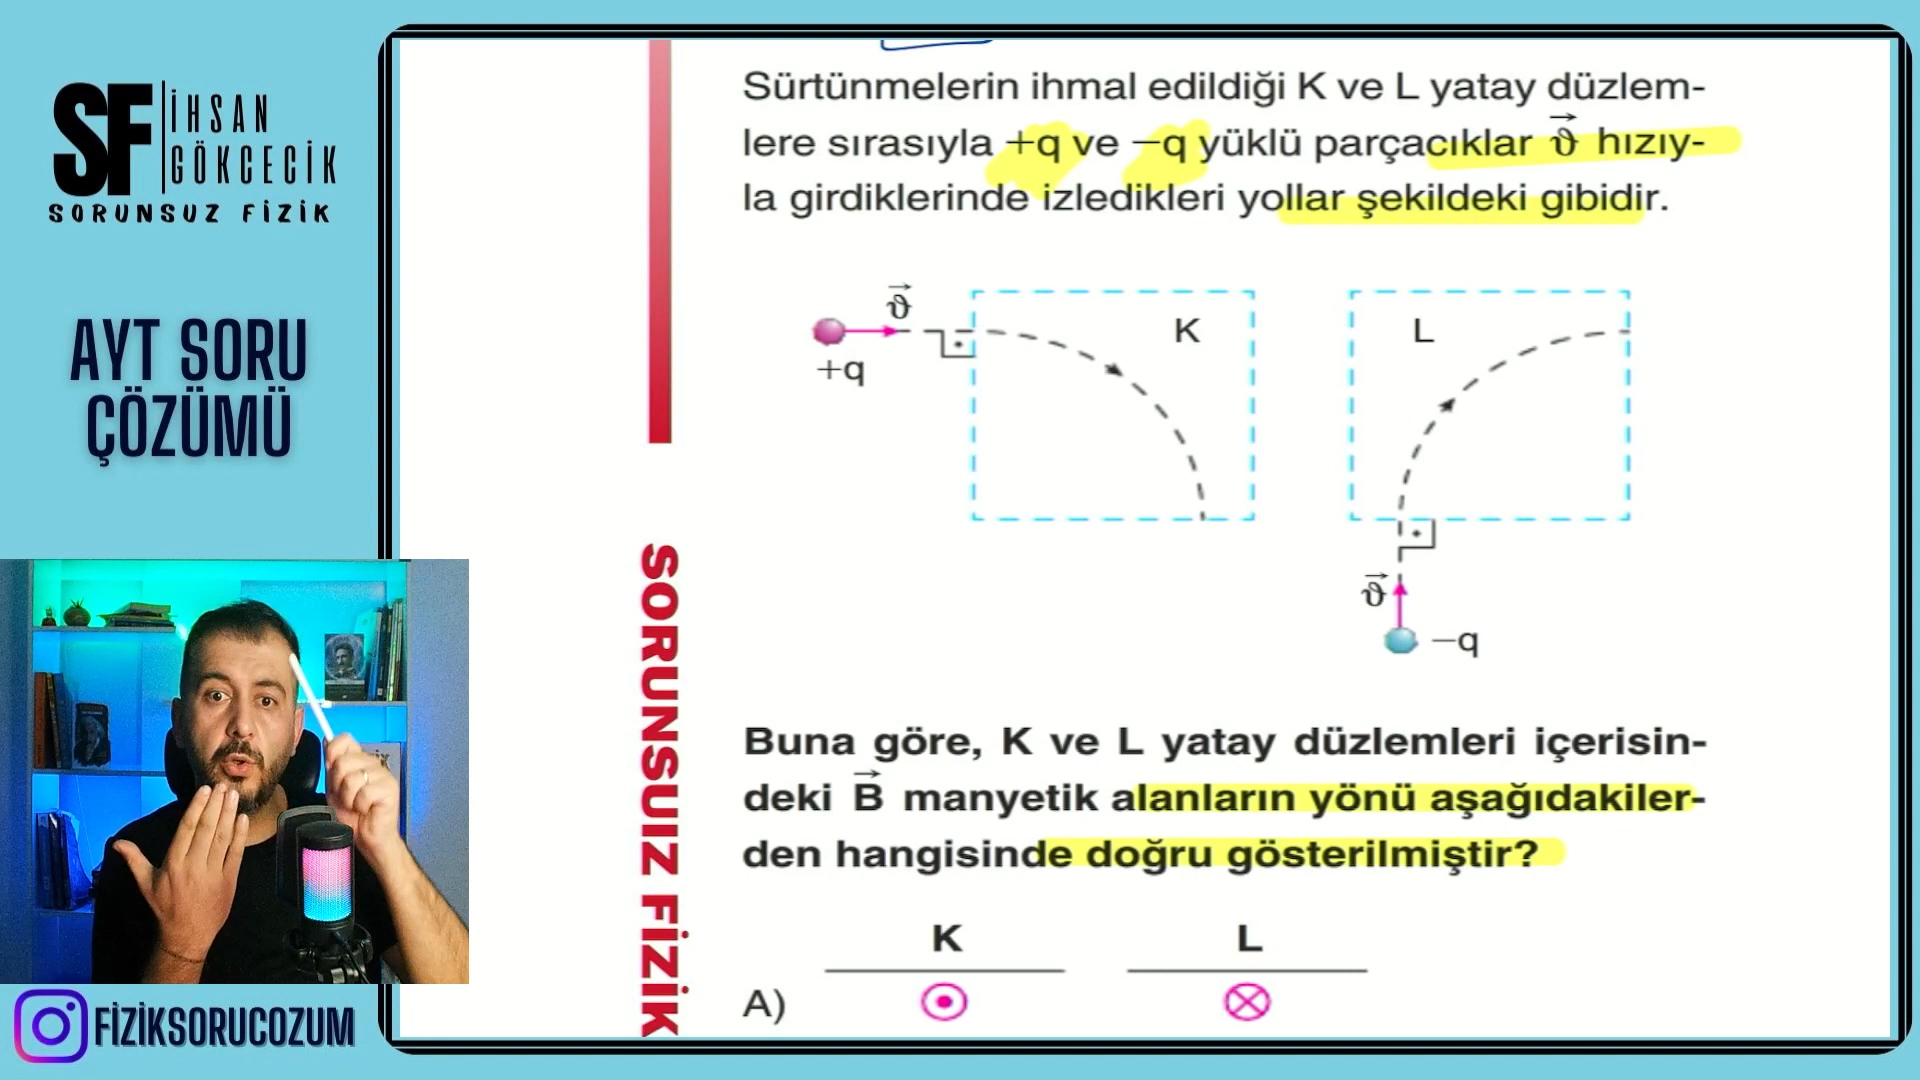 SF
İHSAN
GÖKCECİK
SORUNSUZ FİZİK
AYT SORU
ÇÖZÜMÜ
FİZİKSORUCOZUM
SORUNSUZ FİZİK
Sürtünmelerin ihmal edildiği K ve L yatay düzlem-
lere sırasıyla +q ve −q yüklü parçacıklar ϑ⃗ hızıy-
la girdiklerinde izledikleri yollar şekildeki gibidir.
ϑ⃗
+q
K
L
ϑ⃗
−q
Buna göre, K ve L yatay düzlemleri içerisin-
deki B⃗ manyetik alanların yönü aşağıdakiler-
den hangisinde doğru gösterilmiştir?
K L
A) ⊙ ⊗